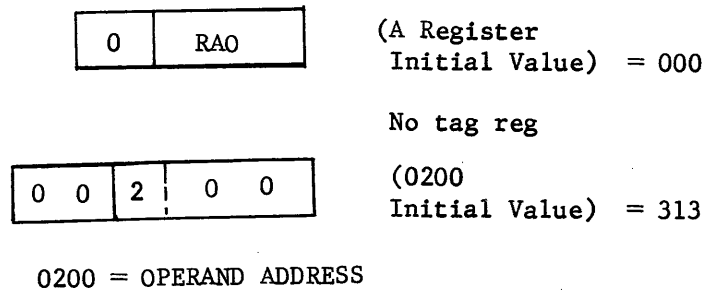 0 RAO (A Register
Initial Value) = 000
No tag reg
0 0 2 0 0 (0200
Initial Value) = 313
0200 = OPERAND ADDRESS